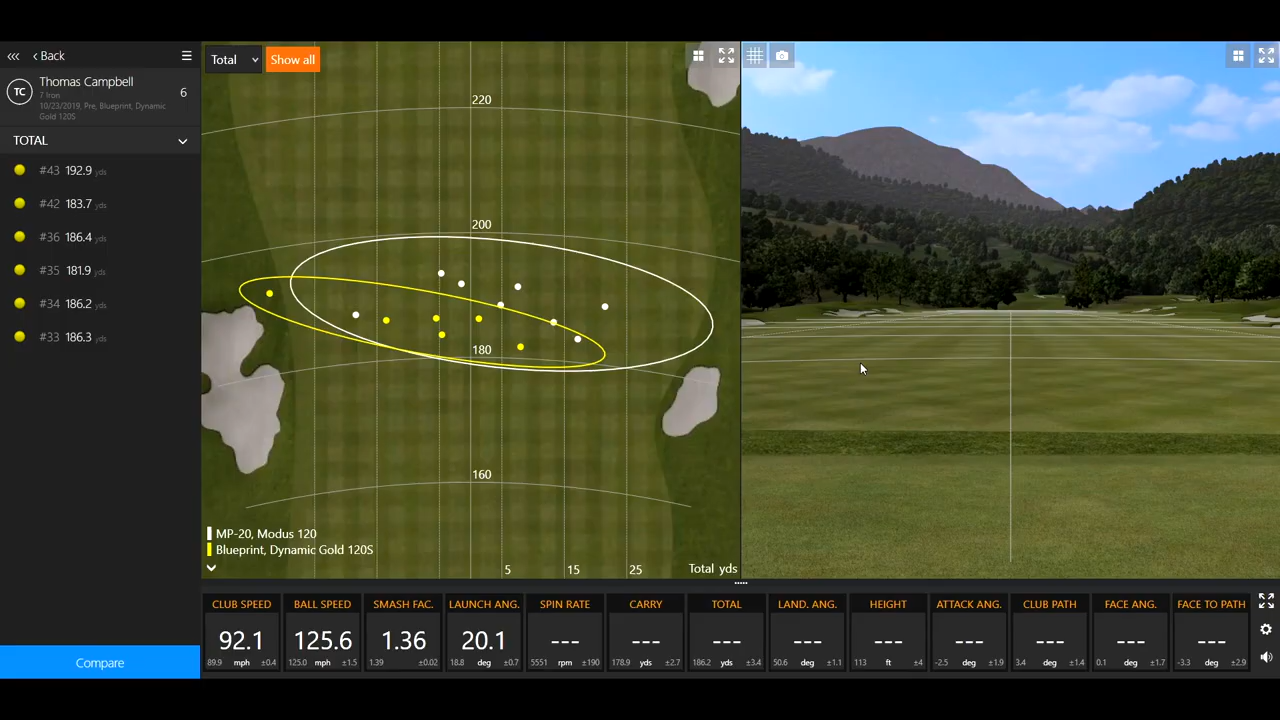 Back
TC
Thomas Campbell
7 Iron
10/23/2019, Pre, Blueprint, Dynamic
Gold 120S
6
TOTAL
#43 192.9 yds
#42 183.7 yds
#36 186.4 yds
#35 181.9 yds
#34 186.2 yds
#33 186.3 yds
Compare
Total
Show all
220
200
180
160
MP-20, Modus 120
Blueprint, Dynamic Gold 120S
5 15 25
Total yds
CLUB SPEED BALL SPEED SMASH FAC. LAUNCH ANG. SPIN RATE CARRY TOTAL LAND. ANG. HEIGHT ATTACK ANG. CLUB PATH FACE ANG. FACE TO PATH
92.1 125.6 1.36 20.1 --- --- --- --- --- --- --- --- ---
89.9 mph ±0.4 125.0 mph ±1.5 1.39 ±0.02 18.8 deg ±0.7 5551 rpm ±190 178.9 yds ±2.7 186.2 yds ±3.4 50.6 deg ±1.1 113 ft ±4 -2.5 deg ±1.9 3.4 deg ±1.4 0.1 deg ±1.7 -3.3 deg ±2.9